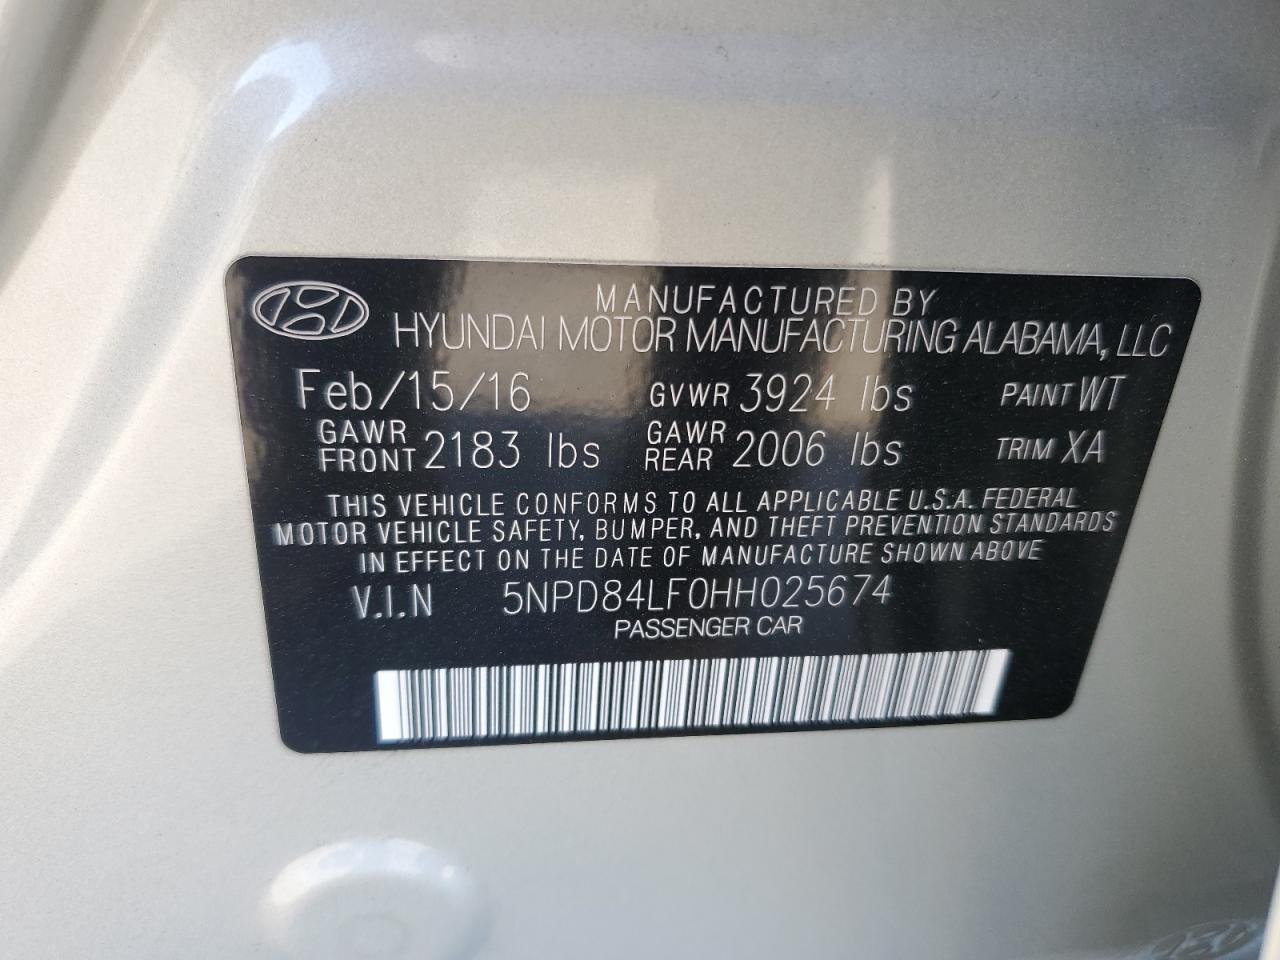 MANUFACTURED BY
HYUNDAI MOTOR MANUFACTURING ALABAMA, LLC
Feb/15/16 GVWR 3924 lbs PAINT WT
GAWR FRONT 2183 lbs GAWR REAR 2006 lbs TRIM XA
THIS VEHICLE CONFORMS TO ALL APPLICABLE U.S.A. FEDERAL
MOTOR VEHICLE SAFETY, BUMPER, AND THEFT PREVENTION STANDARDS
IN EFFECT ON THE DATE OF MANUFACTURE SHOWN ABOVE
V.I.N 5NPD84LF0HH025674
PASSENGER CAR